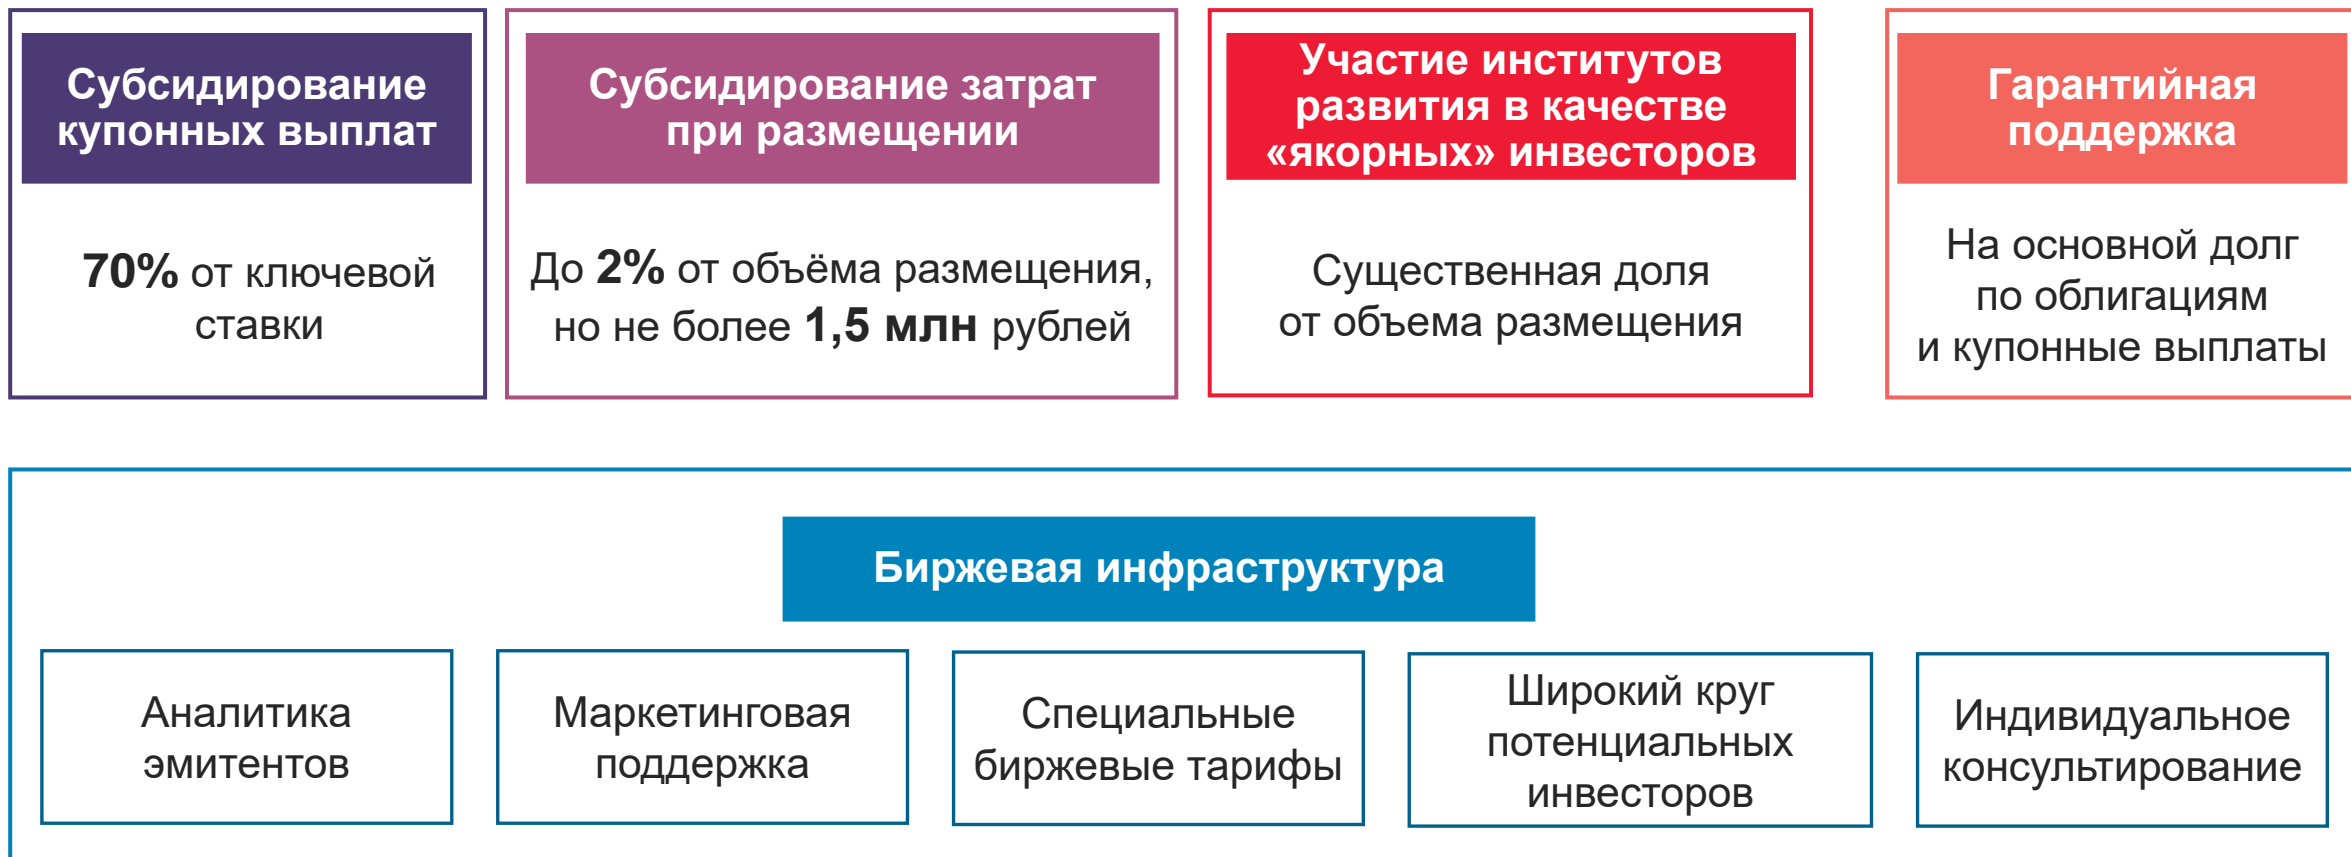 Субсидирование
купонных выплат
70% от ключевой
ставки
Субсидирование затрат
при размещении
До 2% от объёма размещения,
но не более 1,5 млн рублей
Участие институтов
развития в качестве
«якорных» инвесторов
Существенная доля
от объема размещения
Гарантийная
поддержка
На основной долг
по облигациям
и купонные выплаты
Биржевая инфраструктура
Аналитика
эмитентов
Маркетинговая
поддержка
Специальные
биржевые тарифы
Широкий круг
потенциальных
инвесторов
Индивидуальное
консультирование